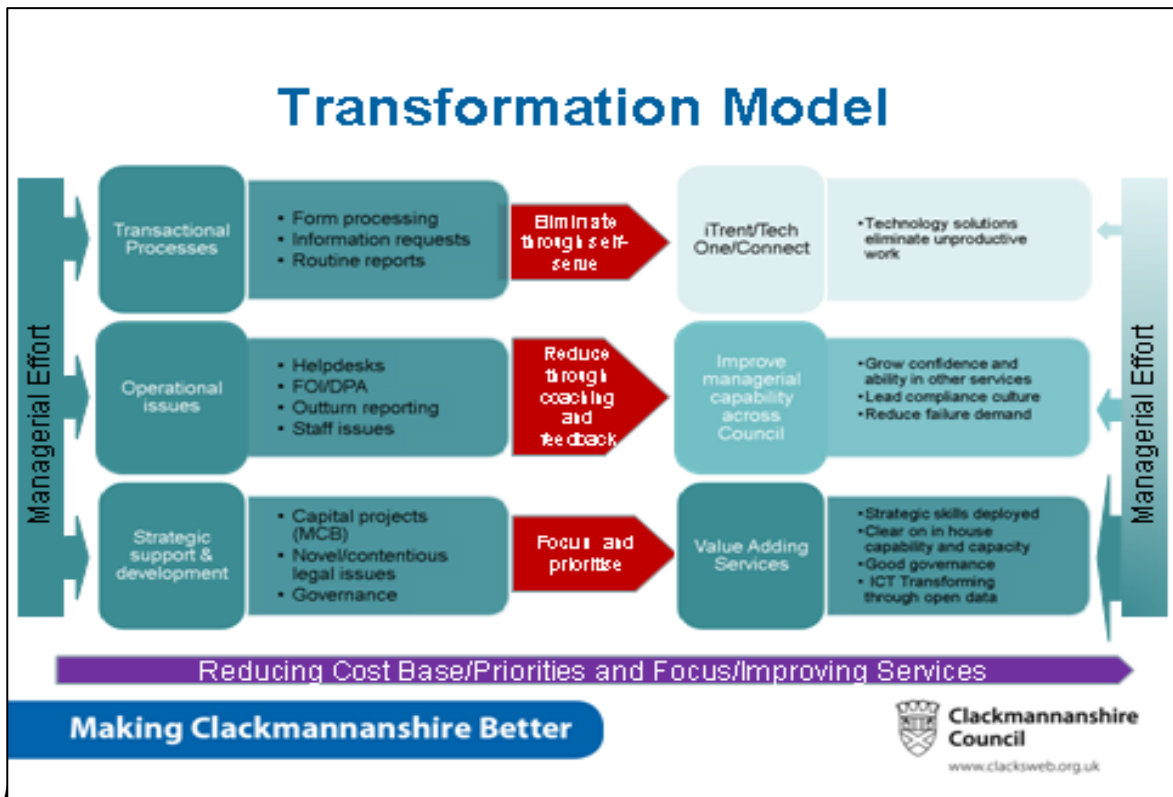 Transformation Model
Managerial Effort
Transactional
Processes
• Form processing
• Information requests
• Routine reports
Eliminate
through self-
serve
iTrent/Tech
One/Connect
• Technology solutions
eliminate unproductive
work
Operational
issues
• Helpdesks
• FOI/DPA
• Outturn reporting
• Staff issues
Reduce
through
coaching
and
feedback
Improve
managerial
capability
across
Council
• Grow confidence and
ability in other services
• Lead compliance culture
• Reduce failure demand
Strategic
support &
development
• Capital projects
(MCB)
• Novel/contentious
legal issues
• Governance
Focus and
prioritise
Value Adding
Services
• Strategic skills deployed
• Clear on in house
capability and capacity
• Good governance
• ICT Transforming
through open data
Managerial Effort
Reducing Cost Base/Priorities and Focus/Improving Services
Making Clackmannanshire Better
Clackmannanshire
Council
www.clacksweb.org.uk